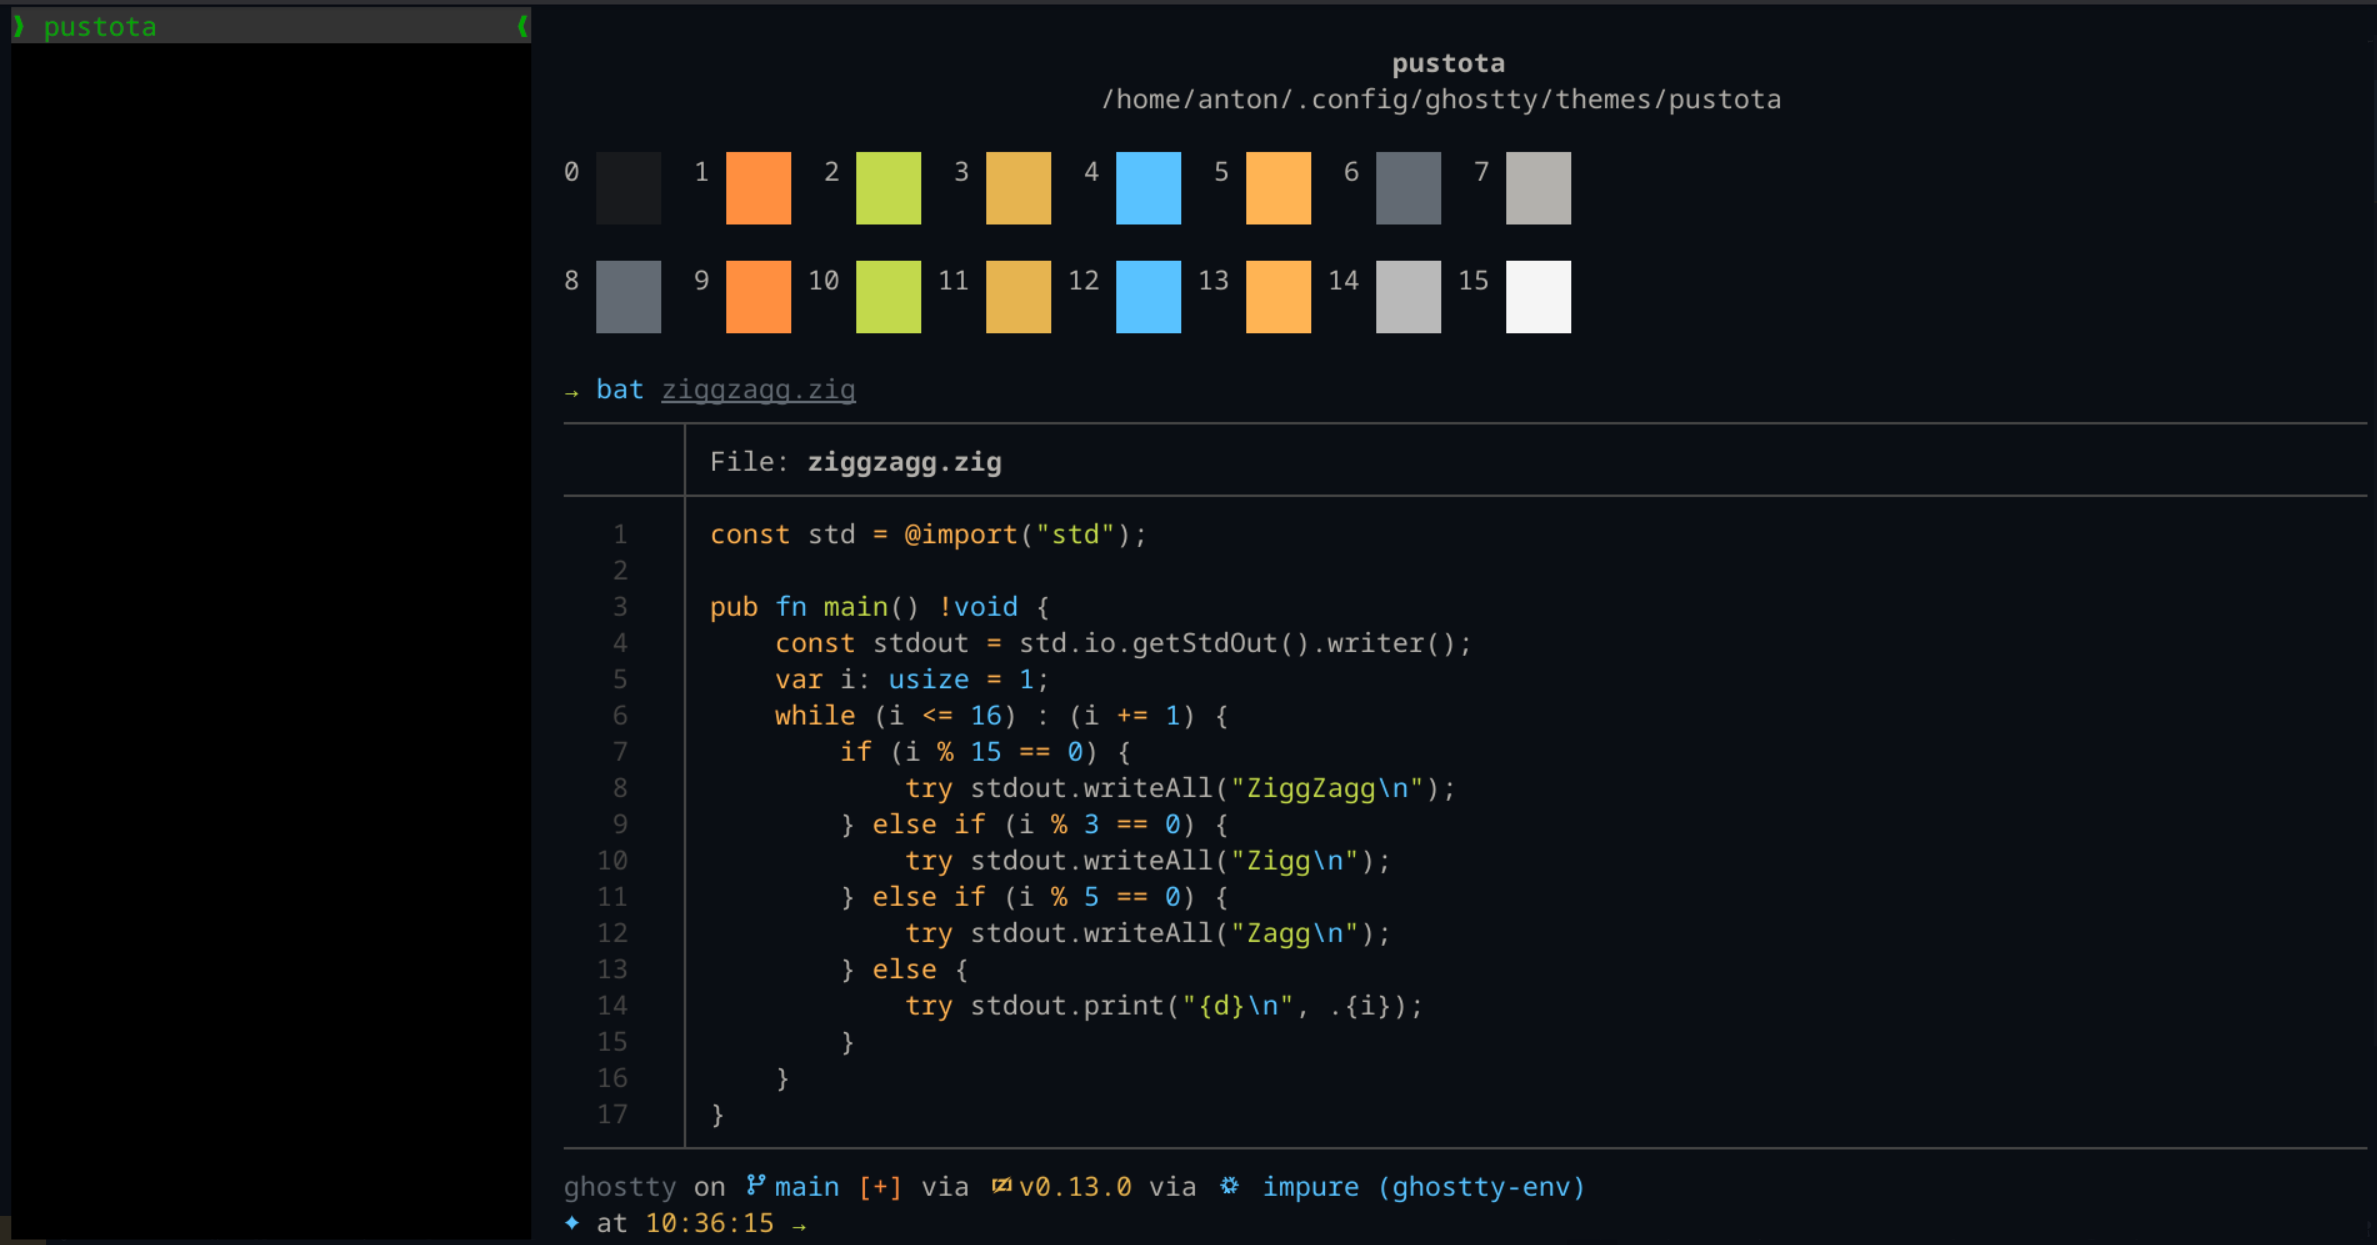 ❫ pustota ❪
pustota
/home/anton/.config/ghostty/themes/pustota
0 1 2 3 4 5 6 7
8 9 10 11 12 13 14 15
→ bat ziggzagg.zig
File: ziggzagg.zig
1 const std = @import("std");
2
3 pub fn main() !void {
4     const stdout = std.io.getStdOut().writer();
5     var i: usize = 1;
6     while (i <= 16) : (i += 1) {
7         if (i % 15 == 0) {
8             try stdout.writeAll("ZiggZagg\n");
9         } else if (i % 3 == 0) {
10             try stdout.writeAll("Zigg\n");
11         } else if (i % 5 == 0) {
12             try stdout.writeAll("Zagg\n");
13         } else {
14             try stdout.print("{d}\n", .{i});
15         }
16     }
17 }
ghostty on main [+] via v0.13.0 via impure (ghostty-env)
✦ at 10:36:15 →